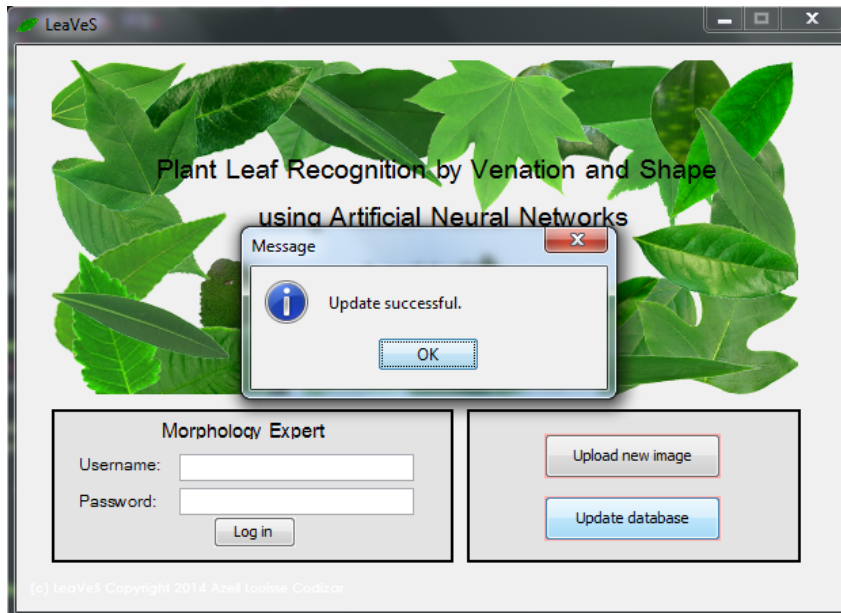 LeaVeS
Plant Leaf Recognition by Venation and Shape
using Artificial Neural Networks
Message
Update successful.
OK
Morphology Expert
Username:
Password:
Log in
Upload new image
Update database
(c) LeaVeS Copyright 2014 Azeil Louisse Codizar